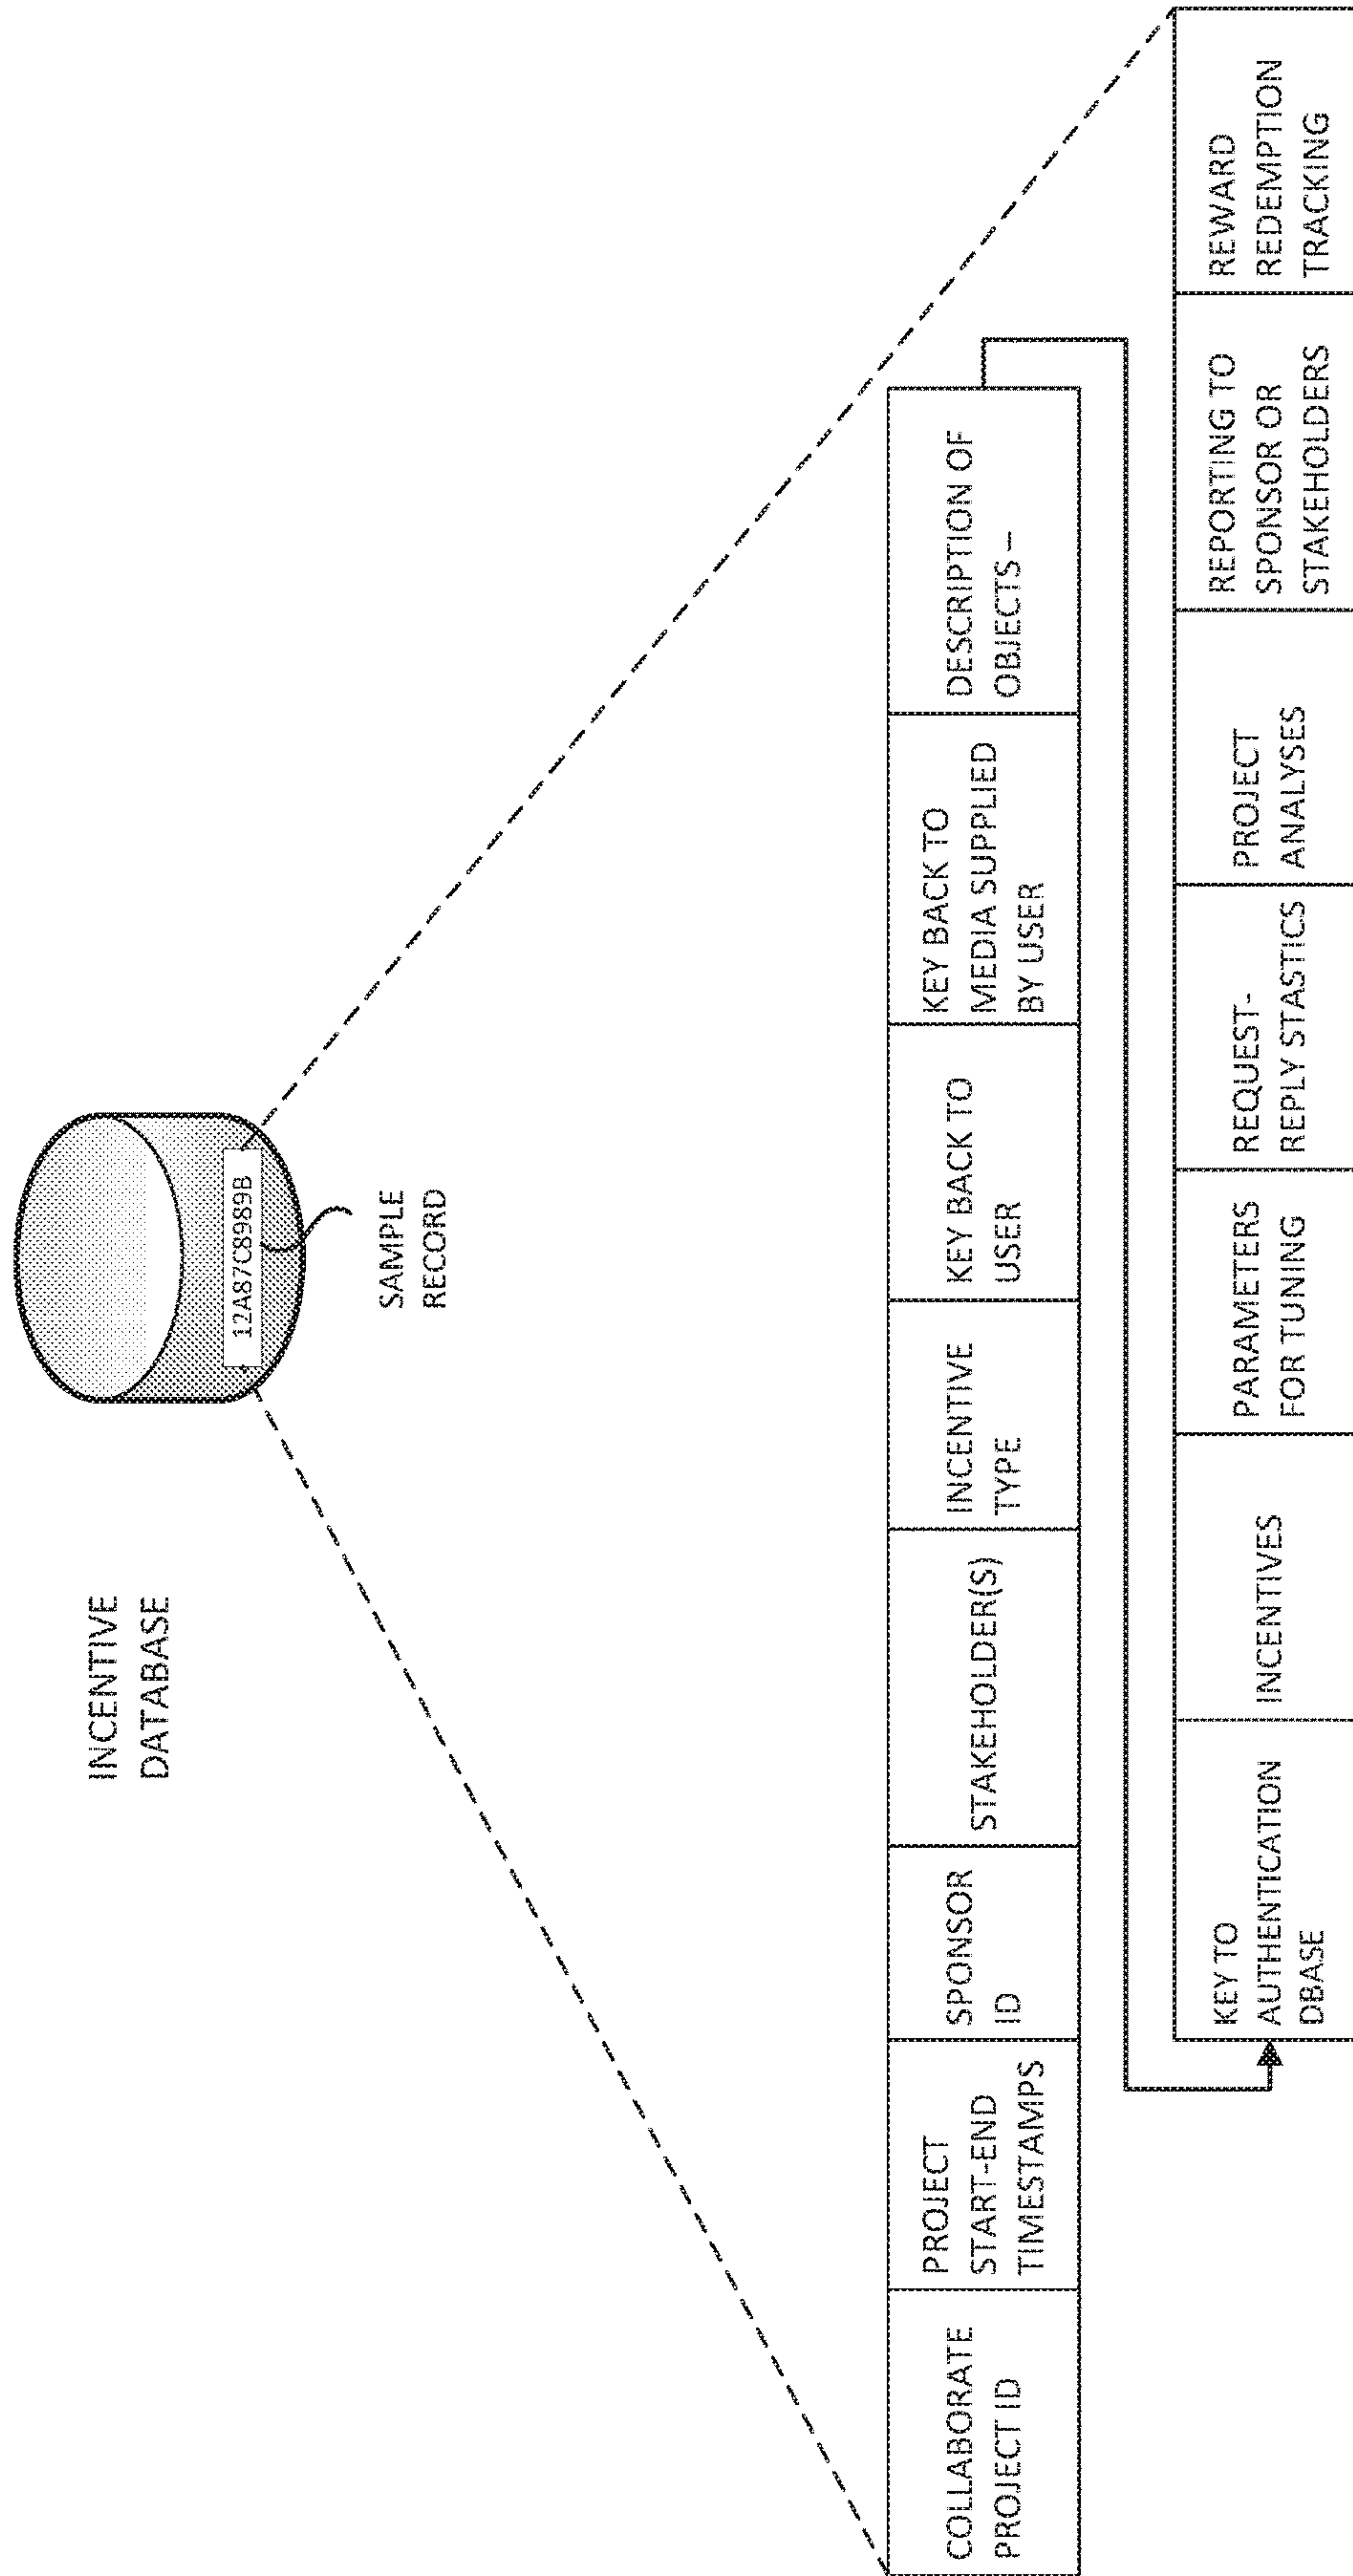 INCENTIVE
DATABASE
12A87C8989B
SAMPLE
RECORD
COLLABORATE
PROJECT ID
PROJECT
START-END
TIMESTAMPS
SPONSOR
ID
STAKEHOLDER(S)
INCENTIVE
TYPE
KEY BACK TO
USER
KEY BACK TO
MEDIA SUPPLIED
BY USER
DESCRIPTION OF
OBJECTS –
KEY TO
AUTHENTICATION
DBASE
INCENTIVES
PARAMETERS
FOR TUNING
REQUEST-
REPLY STASTICS
PROJECT
ANALYSES
REPORTING TO
SPONSOR OR
STAKEHOLDERS
REWARD
REDEMPTION
TRACKING